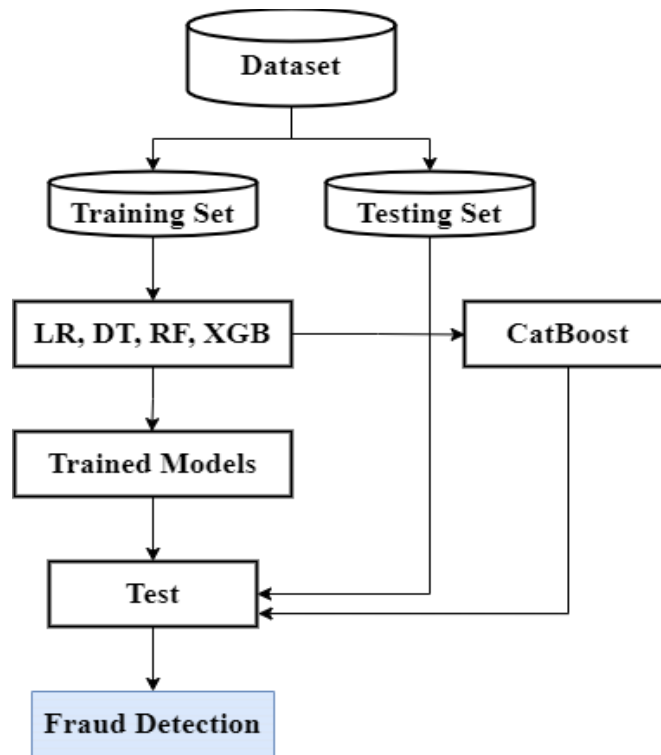 Dataset
Training Set
Testing Set
LR, DT, RF, XGB
CatBoost
Trained Models
Test
Fraud Detection